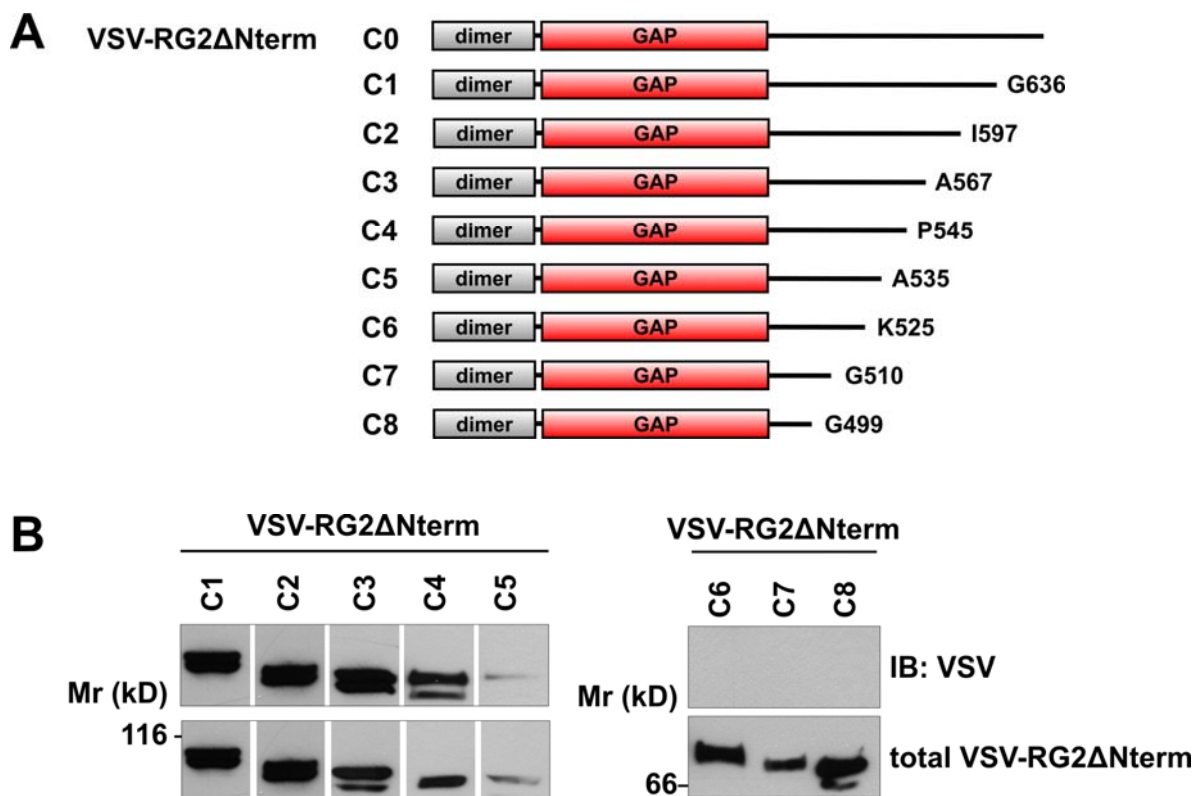 A
VSV-RG2ΔNterm
C0 dimer GAP
C1 dimer GAP G636
C2 dimer GAP I597
C3 dimer GAP A567
C4 dimer GAP P545
C5 dimer GAP A535
C6 dimer GAP K525
C7 dimer GAP G510
C8 dimer GAP G499
B
VSV-RG2ΔNterm
C1 C2 C3 C4 C5
Mr (kD)
116 -
VSV-RG2ΔNterm
C6 C7 C8
IB: VSV
Mr (kD)
total VSV-RG2ΔNterm
66-